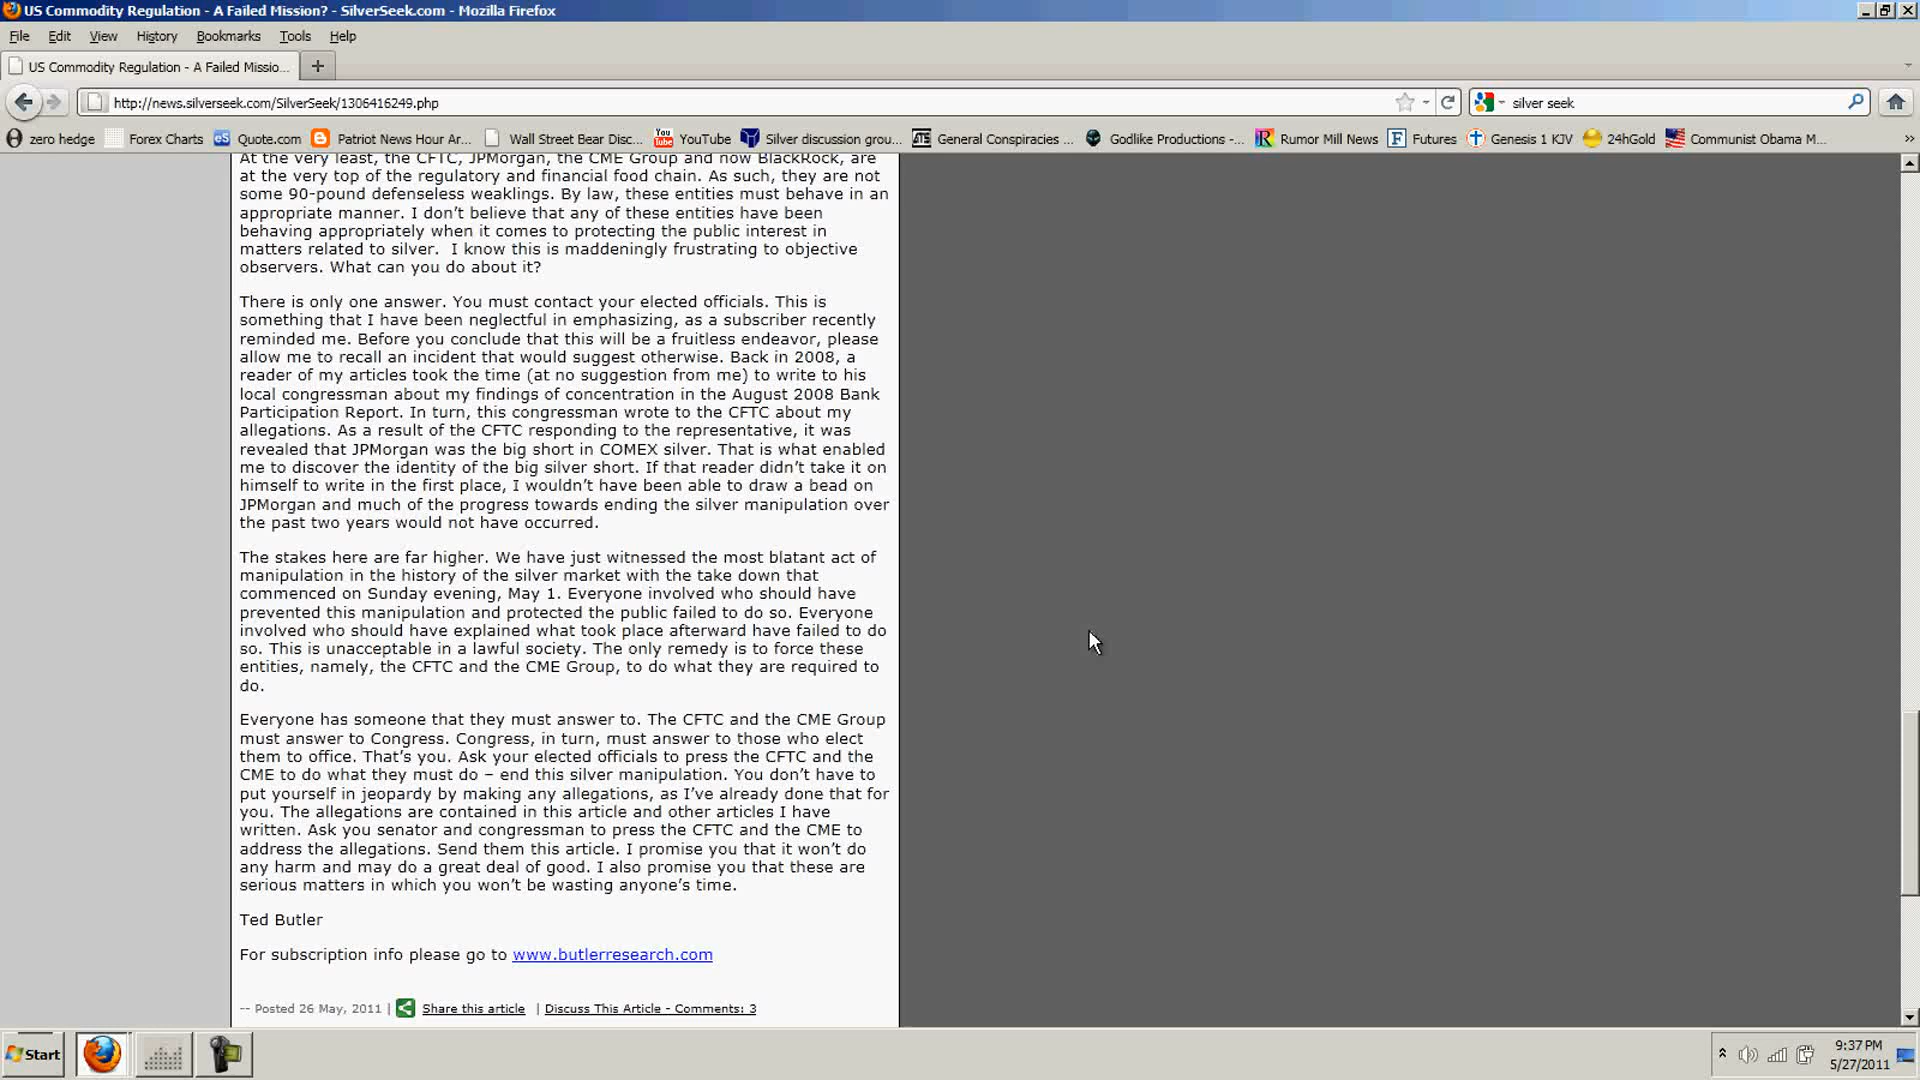 US Commodity Regulation - A Failed Mission? - SilverSeek.com - Mozilla Firefox
File Edit View History Bookmarks Tools Help
US Commodity Regulation - A Failed Missio...
http://news.silverseek.com/SilverSeek/1306416249.php
silver seek
zero hedge Forex Charts eS Quote.com Patriot News Hour Ar... Wall Street Bear Disc... You Tube YouTube Silver discussion grou... ATS General Conspiracies ... Godlike Productions -... R Rumor Mill News F Futures Genesis 1 KJV 24hGold Communist Obama M... »
At the very least, the CFTC, JPMorgan, the CME Group and now BlackRock, are
at the very top of the regulatory and financial food chain. As such, they are not
some 90-pound defenseless weaklings. By law, these entities must behave in an
appropriate manner. I don't believe that any of these entities have been
behaving appropriately when it comes to protecting the public interest in
matters related to silver.  I know this is maddeningly frustrating to objective
observers. What can you do about it?
There is only one answer. You must contact your elected officials. This is
something that I have been neglectful in emphasizing, as a subscriber recently
reminded me. Before you conclude that this will be a fruitless endeavor, please
allow me to recall an incident that would suggest otherwise. Back in 2008, a
reader of my articles took the time (at no suggestion from me) to write to his
local congressman about my findings of concentration in the August 2008 Bank
Participation Report. In turn, this congressman wrote to the CFTC about my
allegations. As a result of the CFTC responding to the representative, it was
revealed that JPMorgan was the big short in COMEX silver. That is what enabled
me to discover the identity of the big silver short. If that reader didn't take it on
himself to write in the first place, I wouldn't have been able to draw a bead on
JPMorgan and much of the progress towards ending the silver manipulation over
the past two years would not have occurred.
The stakes here are far higher. We have just witnessed the most blatant act of
manipulation in the history of the silver market with the take down that
commenced on Sunday evening, May 1. Everyone involved who should have
prevented this manipulation and protected the public failed to do so. Everyone
involved who should have explained what took place afterward have failed to do
so. This is unacceptable in a lawful society. The only remedy is to force these
entities, namely, the CFTC and the CME Group, to do what they are required to
do.
Everyone has someone that they must answer to. The CFTC and the CME Group
must answer to Congress. Congress, in turn, must answer to those who elect
them to office. That's you. Ask your elected officials to press the CFTC and the
CME to do what they must do – end this silver manipulation. You don't have to
put yourself in jeopardy by making any allegations, as I've already done that for
you. The allegations are contained in this article and other articles I have
written. Ask you senator and congressman to press the CFTC and the CME to
address the allegations. Send them this article. I promise you that it won't do
any harm and may do a great deal of good. I also promise you that these are
serious matters in which you won't be wasting anyone's time.
Ted Butler
For subscription info please go to www.butlerresearch.com
-- Posted 26 May, 2011 | Share this article | Discuss This Article - Comments: 3
Start
9:37 PM
5/27/2011